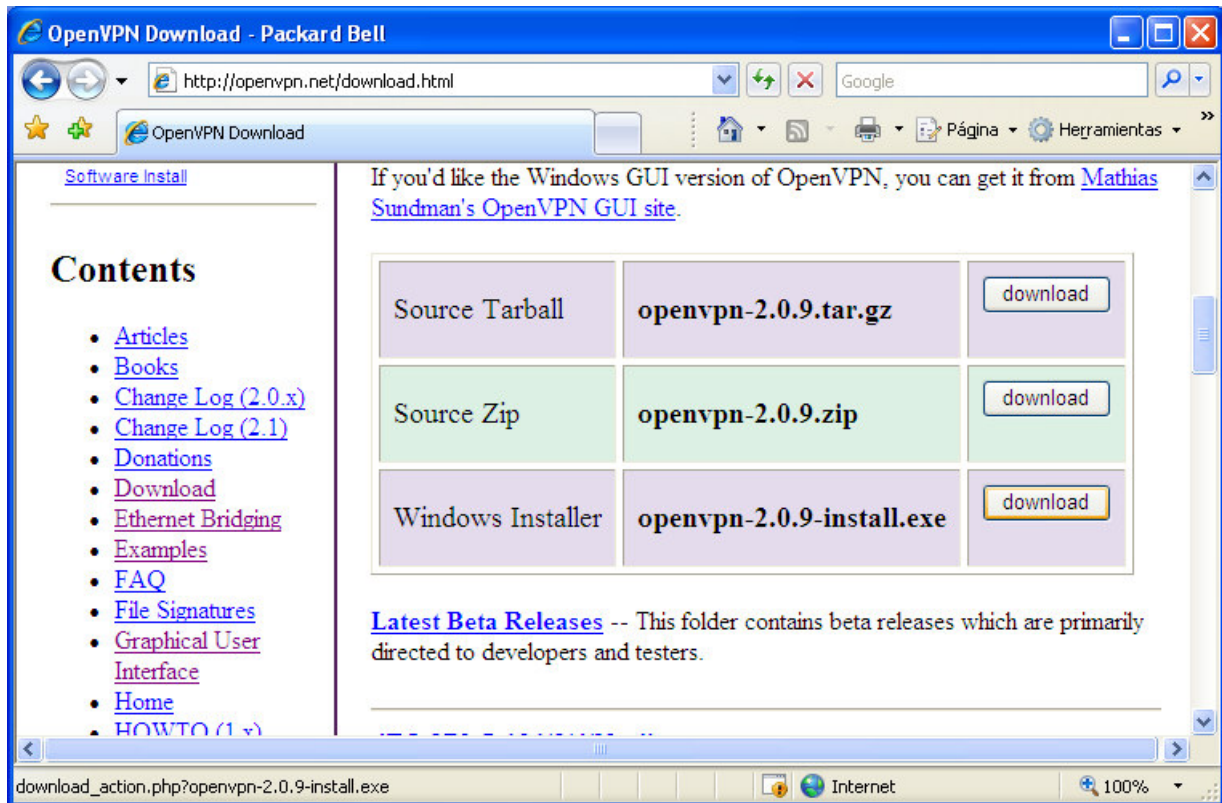 OpenVPN Download - Packard Bell
http://openvpn.net/download.html
Google
OpenVPN Download
Página
Herramientas
»
Software Install
Contents
• Articles
• Books
• Change Log (2.0.x)
• Change Log (2.1)
• Donations
• Download
• Ethernet Bridging
• Examples
• FAQ
• File Signatures
• Graphical User
Interface
• Home
• HOWTO (1.x)
If you'd like the Windows GUI version of OpenVPN, you can get it from Mathias
Sundman's OpenVPN GUI site.
Source Tarball openvpn-2.0.9.tar.gz download
Source Zip openvpn-2.0.9.zip download
Windows Installer openvpn-2.0.9-install.exe download
Latest Beta Releases -- This folder contains beta releases which are primarily
directed to developers and testers.
download_action.php?openvpn-2.0.9-install.exe
Internet
100%